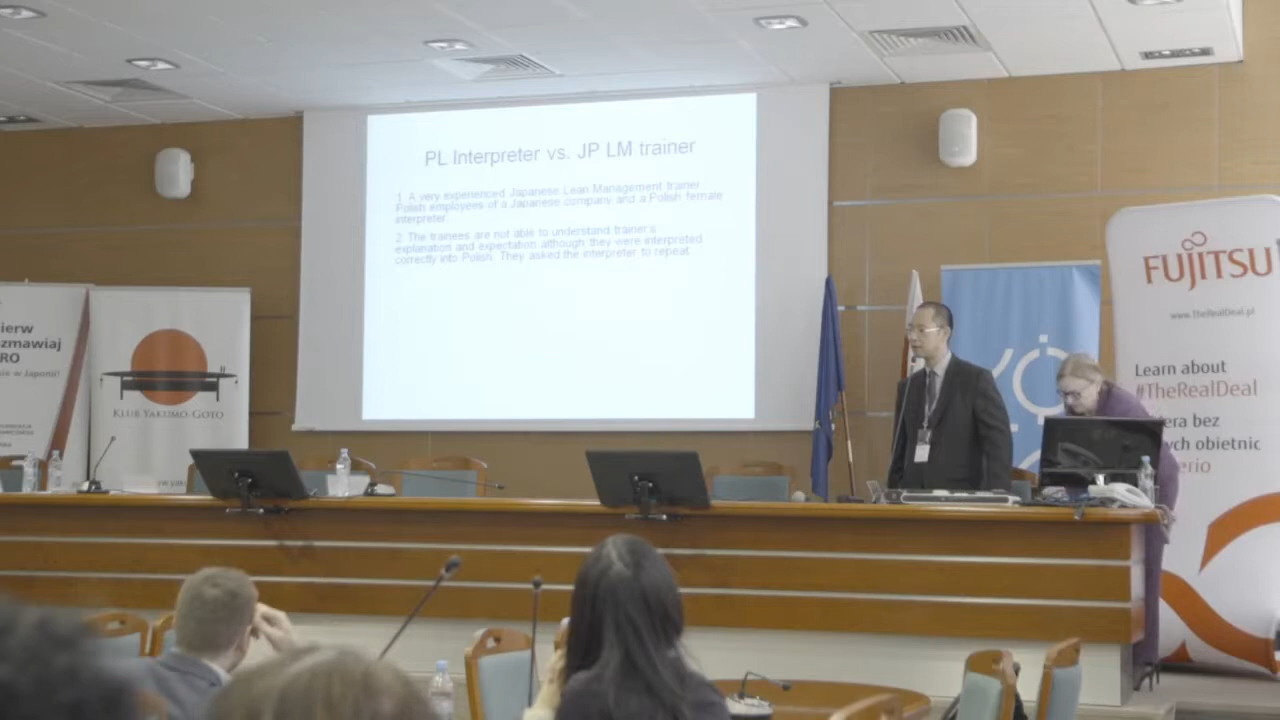 PL Interpreter vs. JP LM trainer
1. A very experienced Japanese Lean Management trainer
Polish employees of a Japanese company and a Polish female
interpreter
2. The trainees are not able to understand trainer's
explanation and expectation although they were interpreted
correctly into Polish. They asked the interpreter to repeat.
ierw
zmawiaj
RO
ie w Japonii!
KLUB YAKUMO-GOTO
FUJITSU
www.TheRealDeal.pl
Learn about
#TheRealDeal
era bez
ych obietnic
erio